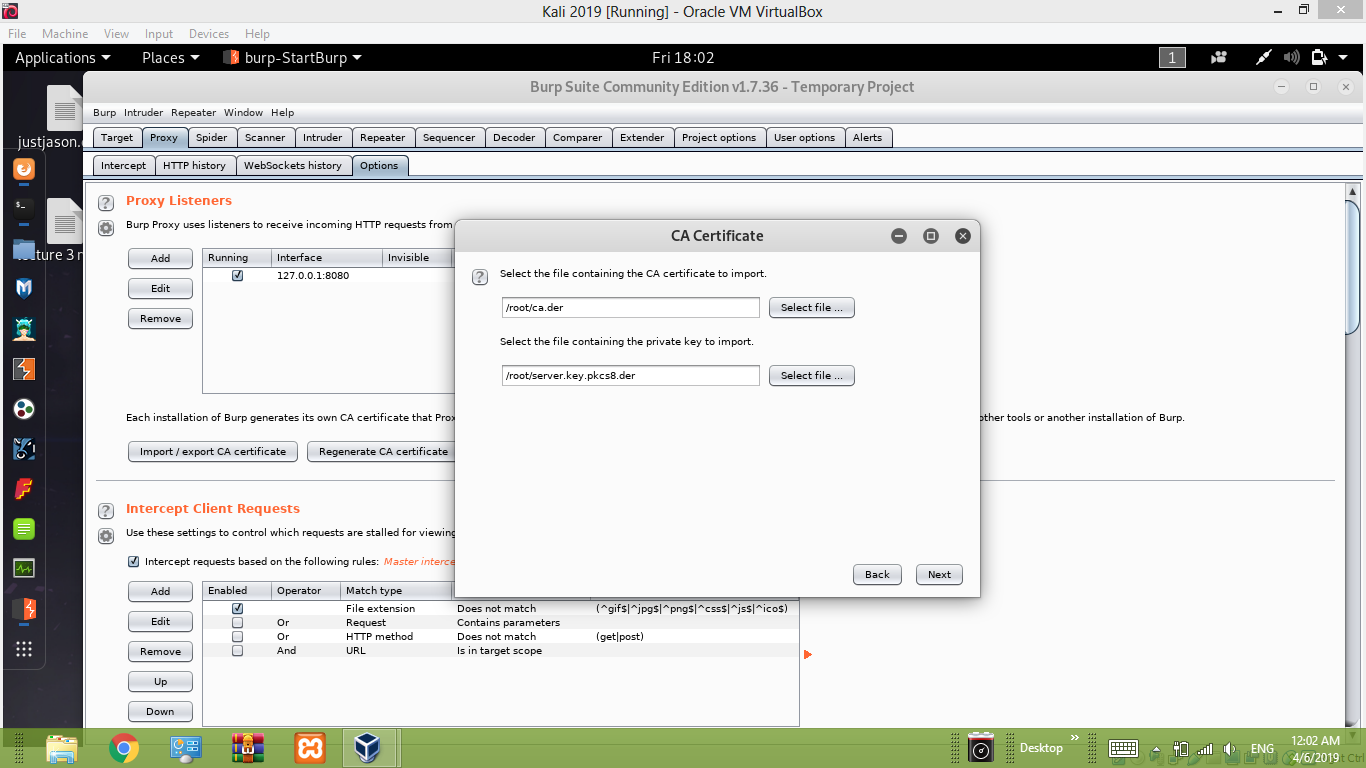 Kali 2019 [Running] - Oracle VM VirtualBox
File Machine View Input Devices Help
Applications Places burp-StartBurp Fri 18:02 1
Burp Suite Community Edition v1.7.36 - Temporary Project
Burp Intruder Repeater Window Help
Target Proxy Spider Scanner Intruder Repeater Sequencer Decoder Comparer Extender Project options User options Alerts
Intercept HTTP history WebSockets history Options
justjason.
cture 3
Proxy Listeners
Burp Proxy uses listeners to receive incoming HTTP requests from
Add
Edit
Remove
Running Interface Invisible
127.0.0.1:8080
CA Certificate
Select the file containing the CA certificate to import.
/root/ca.der Select file ...
Select the file containing the private key to import.
/root/server.key.pkcs8.der Select file ...
Back Next
Each installation of Burp generates its own CA certificate that Prox other tools or another installation of Burp.
Import / export CA certificate Regenerate CA certificate
Intercept Client Requests
Use these settings to control which requests are stalled for viewing
Intercept requests based on the following rules: Master interce
Add
Edit
Remove
Up
Down
Enabled Operator Match type
File extension Does not match (^gif$|^jpg$|^png$|^css$|^js$|^ico$)
Or Request Contains parameters
Or HTTP method Does not match (get|post)
And URL Is in target scope
Desktop
ENG
12:02 AM
4/6/2019